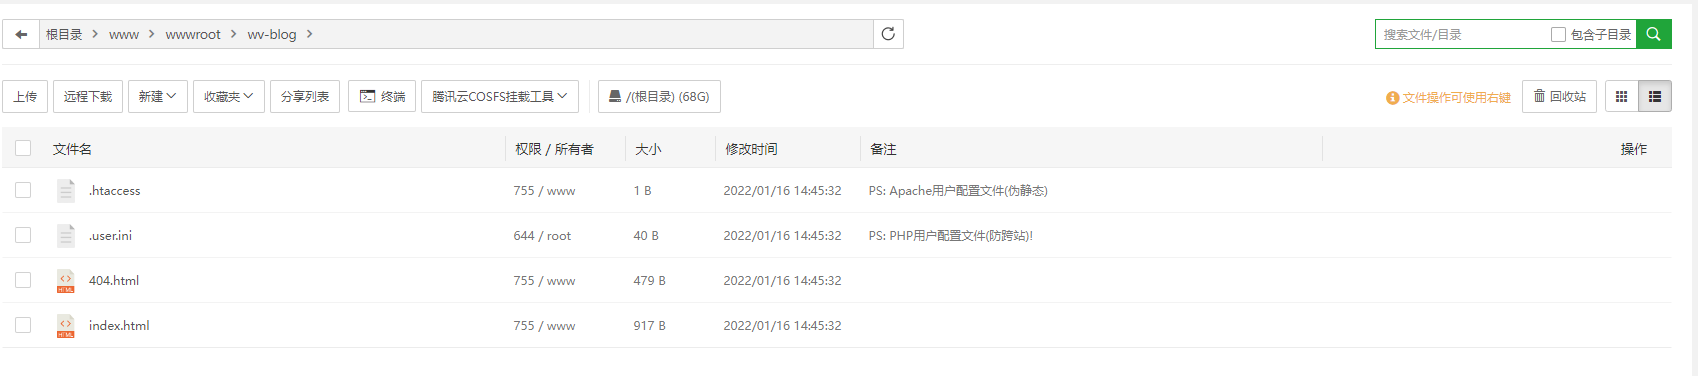 根目录 > www > wwwroot > wv-blog >
搜索文件/目录 包含子目录
上传 远程下载 新建 收藏夹 分享列表 终端 腾讯云COSFS挂载工具 /(根目录) (68G) 文件操作可使用右键 回收站
文件名 权限 / 所有者 大小 修改时间 备注 操作
.htaccess 755 / www 1 B 2022/01/16 14:45:32 PS: Apache用户配置文件(伪静态)
.user.ini 644 / root 40 B 2022/01/16 14:45:32 PS: PHP用户配置文件(防跨站)!
HTML 404.html 755 / www 479 B 2022/01/16 14:45:32
HTML index.html 755 / www 917 B 2022/01/16 14:45:32